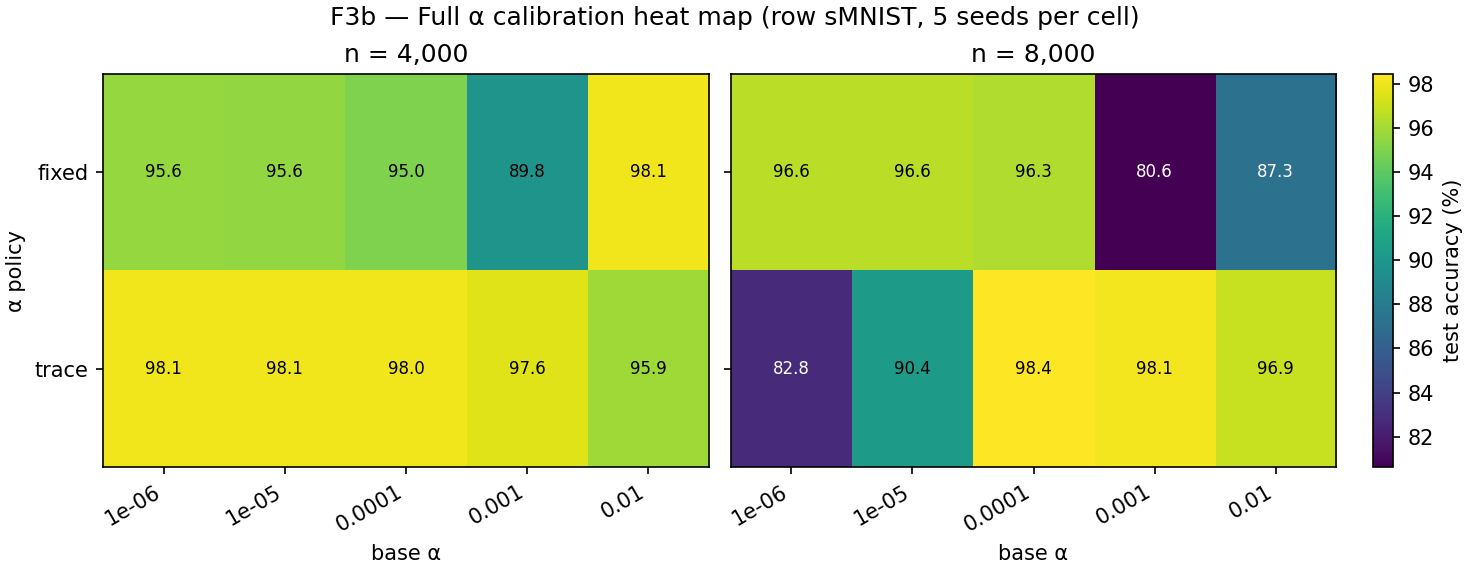 F3b — Full α calibration heat map (row sMNIST, 5 seeds per cell)
n = 4,000
n = 8,000
α policy
fixed
95.6 95.6 95.0 89.8 98.1
96.6 96.6 96.3 80.6 87.3
trace
98.1 98.1 98.0 97.6 95.9
82.8 90.4 98.4 98.1 96.9
1e-06 1e-05 0.0001 0.001 0.01
1e-06 1e-05 0.0001 0.001 0.01
base α
base α
98
96
94
92
90
88
86
84
82
test accuracy (%)